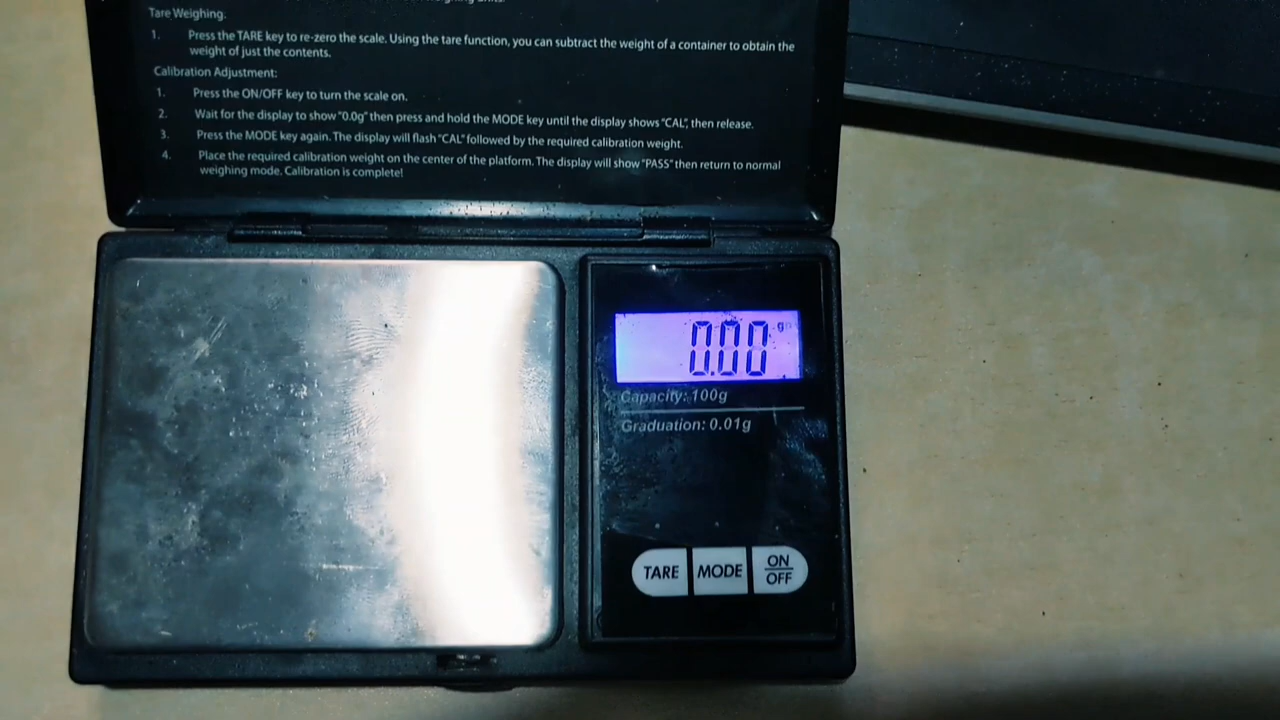 weighing units.
Tare Weighing.
1. Press the TARE key to re-zero the scale. Using the tare function, you can subtract the weight of a container to obtain the
weight of just the contents.
Calibration Adjustment:
1. Press the ON/OFF key to turn the scale on.
2. Wait for the display to show "0.0g" then press and hold the MODE key until the display shows "CAL", then release.
3. Press the MODE key again. The display will flash "CAL" followed by the required calibration weight.
4. Place the required calibration weight on the center of the platform. The display will show "PASS" then return to normal
weighing mode. Calibration is complete!
0.00
Capacity: 100g
Graduation: 0.01g
TARE MODE ON
OFF